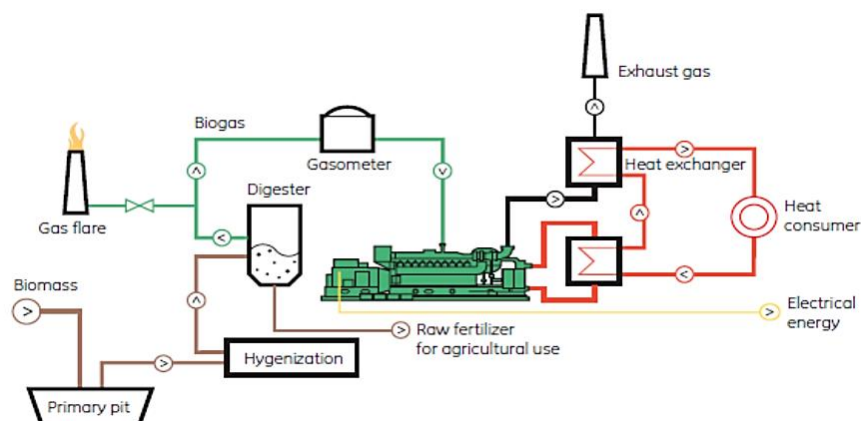 Exhaust gas
Biogas
Gasometer
Heat exchanger
Digester
Gas flare
Heat
consumer
Biomass
Electrical
energy
Raw fertilizer
for agricultural use
Hygenization
Primary pit